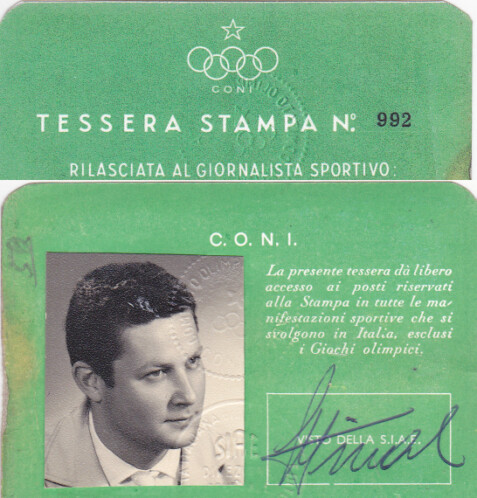 CONI
TESSERA STAMPA N.º 992
RILASCIATA AL GIORNALISTA SPORTIVO:
C. O. N. I.
La presente tessera dà libero
accesso ai posti riservati
alla Stampa in tutte le ma-
nifestazioni sportive che si
svolgono in Italia, esclusi
i Giochi olimpici.
VISTO DELLA S.I.A.E.
SIAE